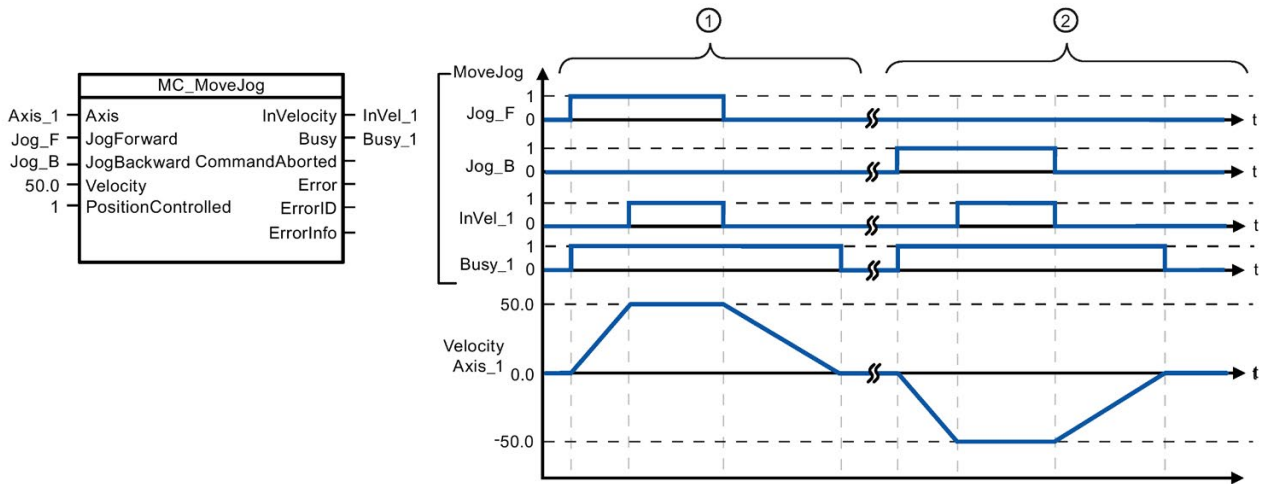 1
2
MC_MoveJog
Axis_1 Axis InVelocity InVel_1
Jog_F JogForward Busy Busy_1
Jog_B JogBackward CommandAborted
50.0 Velocity Error
1 PositionControlled ErrorID
ErrorInfo
MoveJog
1
Jog_F 0 t
1
Jog_B 0 t
1
InVel_1 0 t
1
Busy_1 0 t
50.0
Velocity
Axis_1 0.0 t
-50.0